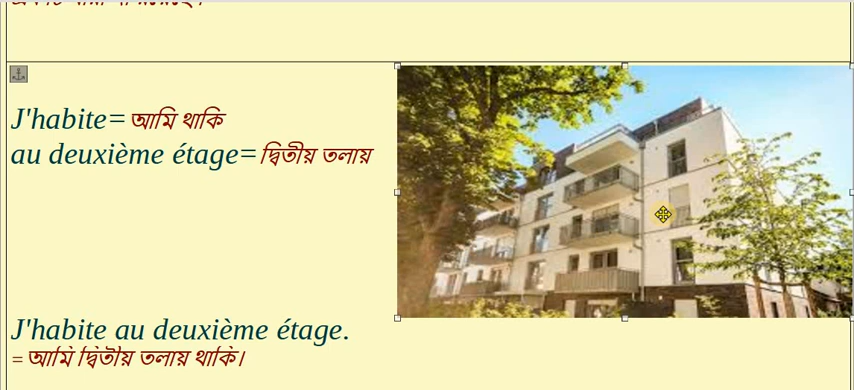 J'habite= আমি থাকি
au deuxième étage= দ্বিতীয় তলায়
J'habite au deuxième étage.
= আমি দ্বিতীয় তলায় থাকি।